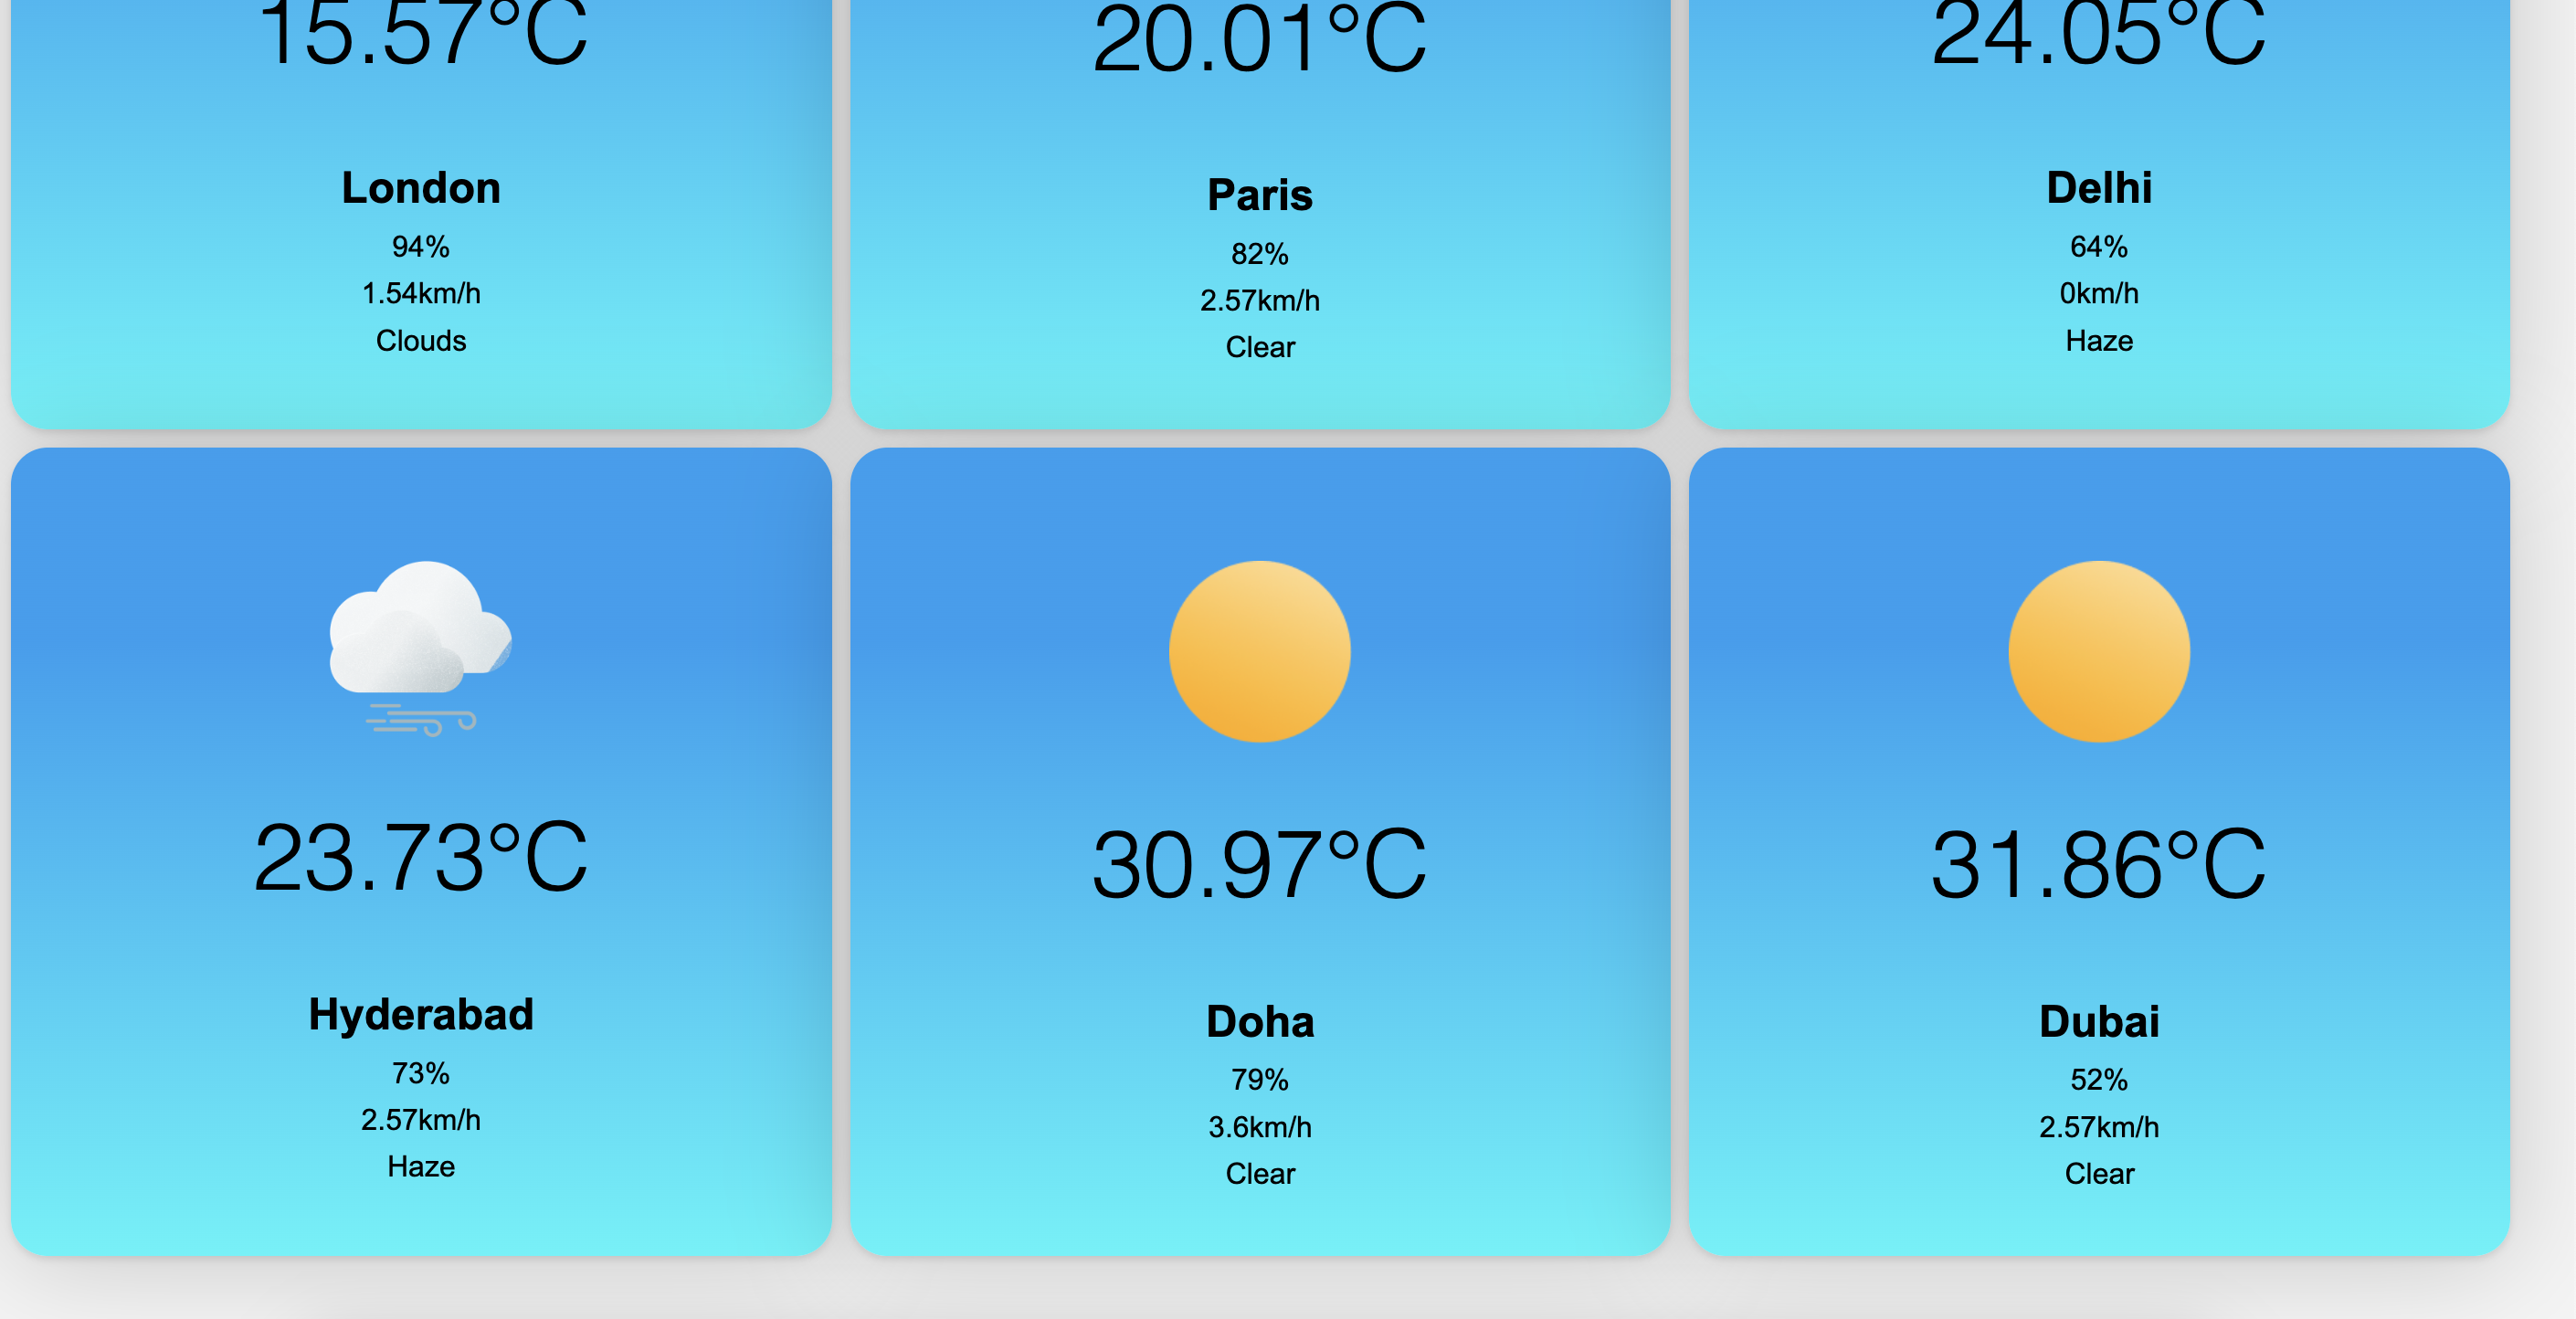 15.57°C
London
94%
1.54km/h
Clouds
20.01°C
Paris
82%
2.57km/h
Clear
24.05°C
Delhi
64%
0km/h
Haze
23.73°C
Hyderabad
73%
2.57km/h
Haze
30.97°C
Doha
79%
3.6km/h
Clear
31.86°C
Dubai
52%
2.57km/h
Clear